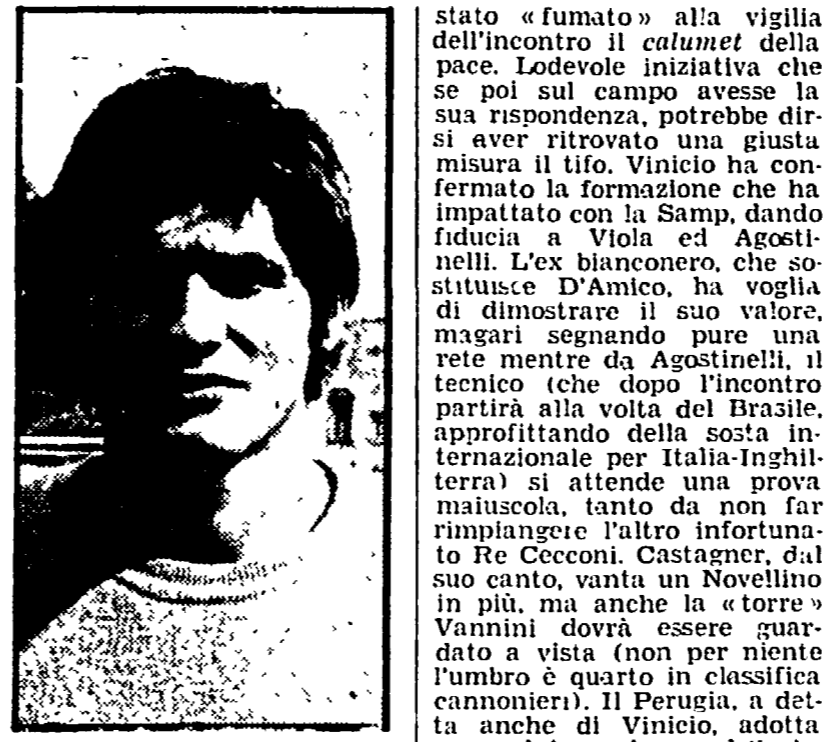 stato «fumato» alla vigilia
dell'incontro il calumet della
pace. Lodevole iniziativa che
se poi sul campo avesse la
sua rispondenza, potrebbe dir-
si aver ritrovato una giusta
misura il tifo. Vinicio ha con-
fermato la formazione che ha
impattato con la Samp, dando
fiducia a Viola ed Agosti-
nelli. L'ex bianconero, che so-
stituisce D'Amico, ha voglia
di dimostrare il suo valore,
magari segnando pure una
rete mentre da Agostinelli, il
tecnico (che dopo l'incontro
partirà alla volta del Brasile,
approfittando della sosta in-
ternazionale per Italia-Inghil-
terra) si attende una prova
maiuscola, tanto da non far
rimpiangere l'altro infortuna-
to Re Cecconi. Castagner, dal
suo canto, vanta un Novellino
in più, ma anche la «torre»
Vannini dovrà essere guar-
dato a vista (non per niente
l'umbro è quarto in classifica
cannonieri). Il Perugia, a det-
ta anche di Vinicio, adotta